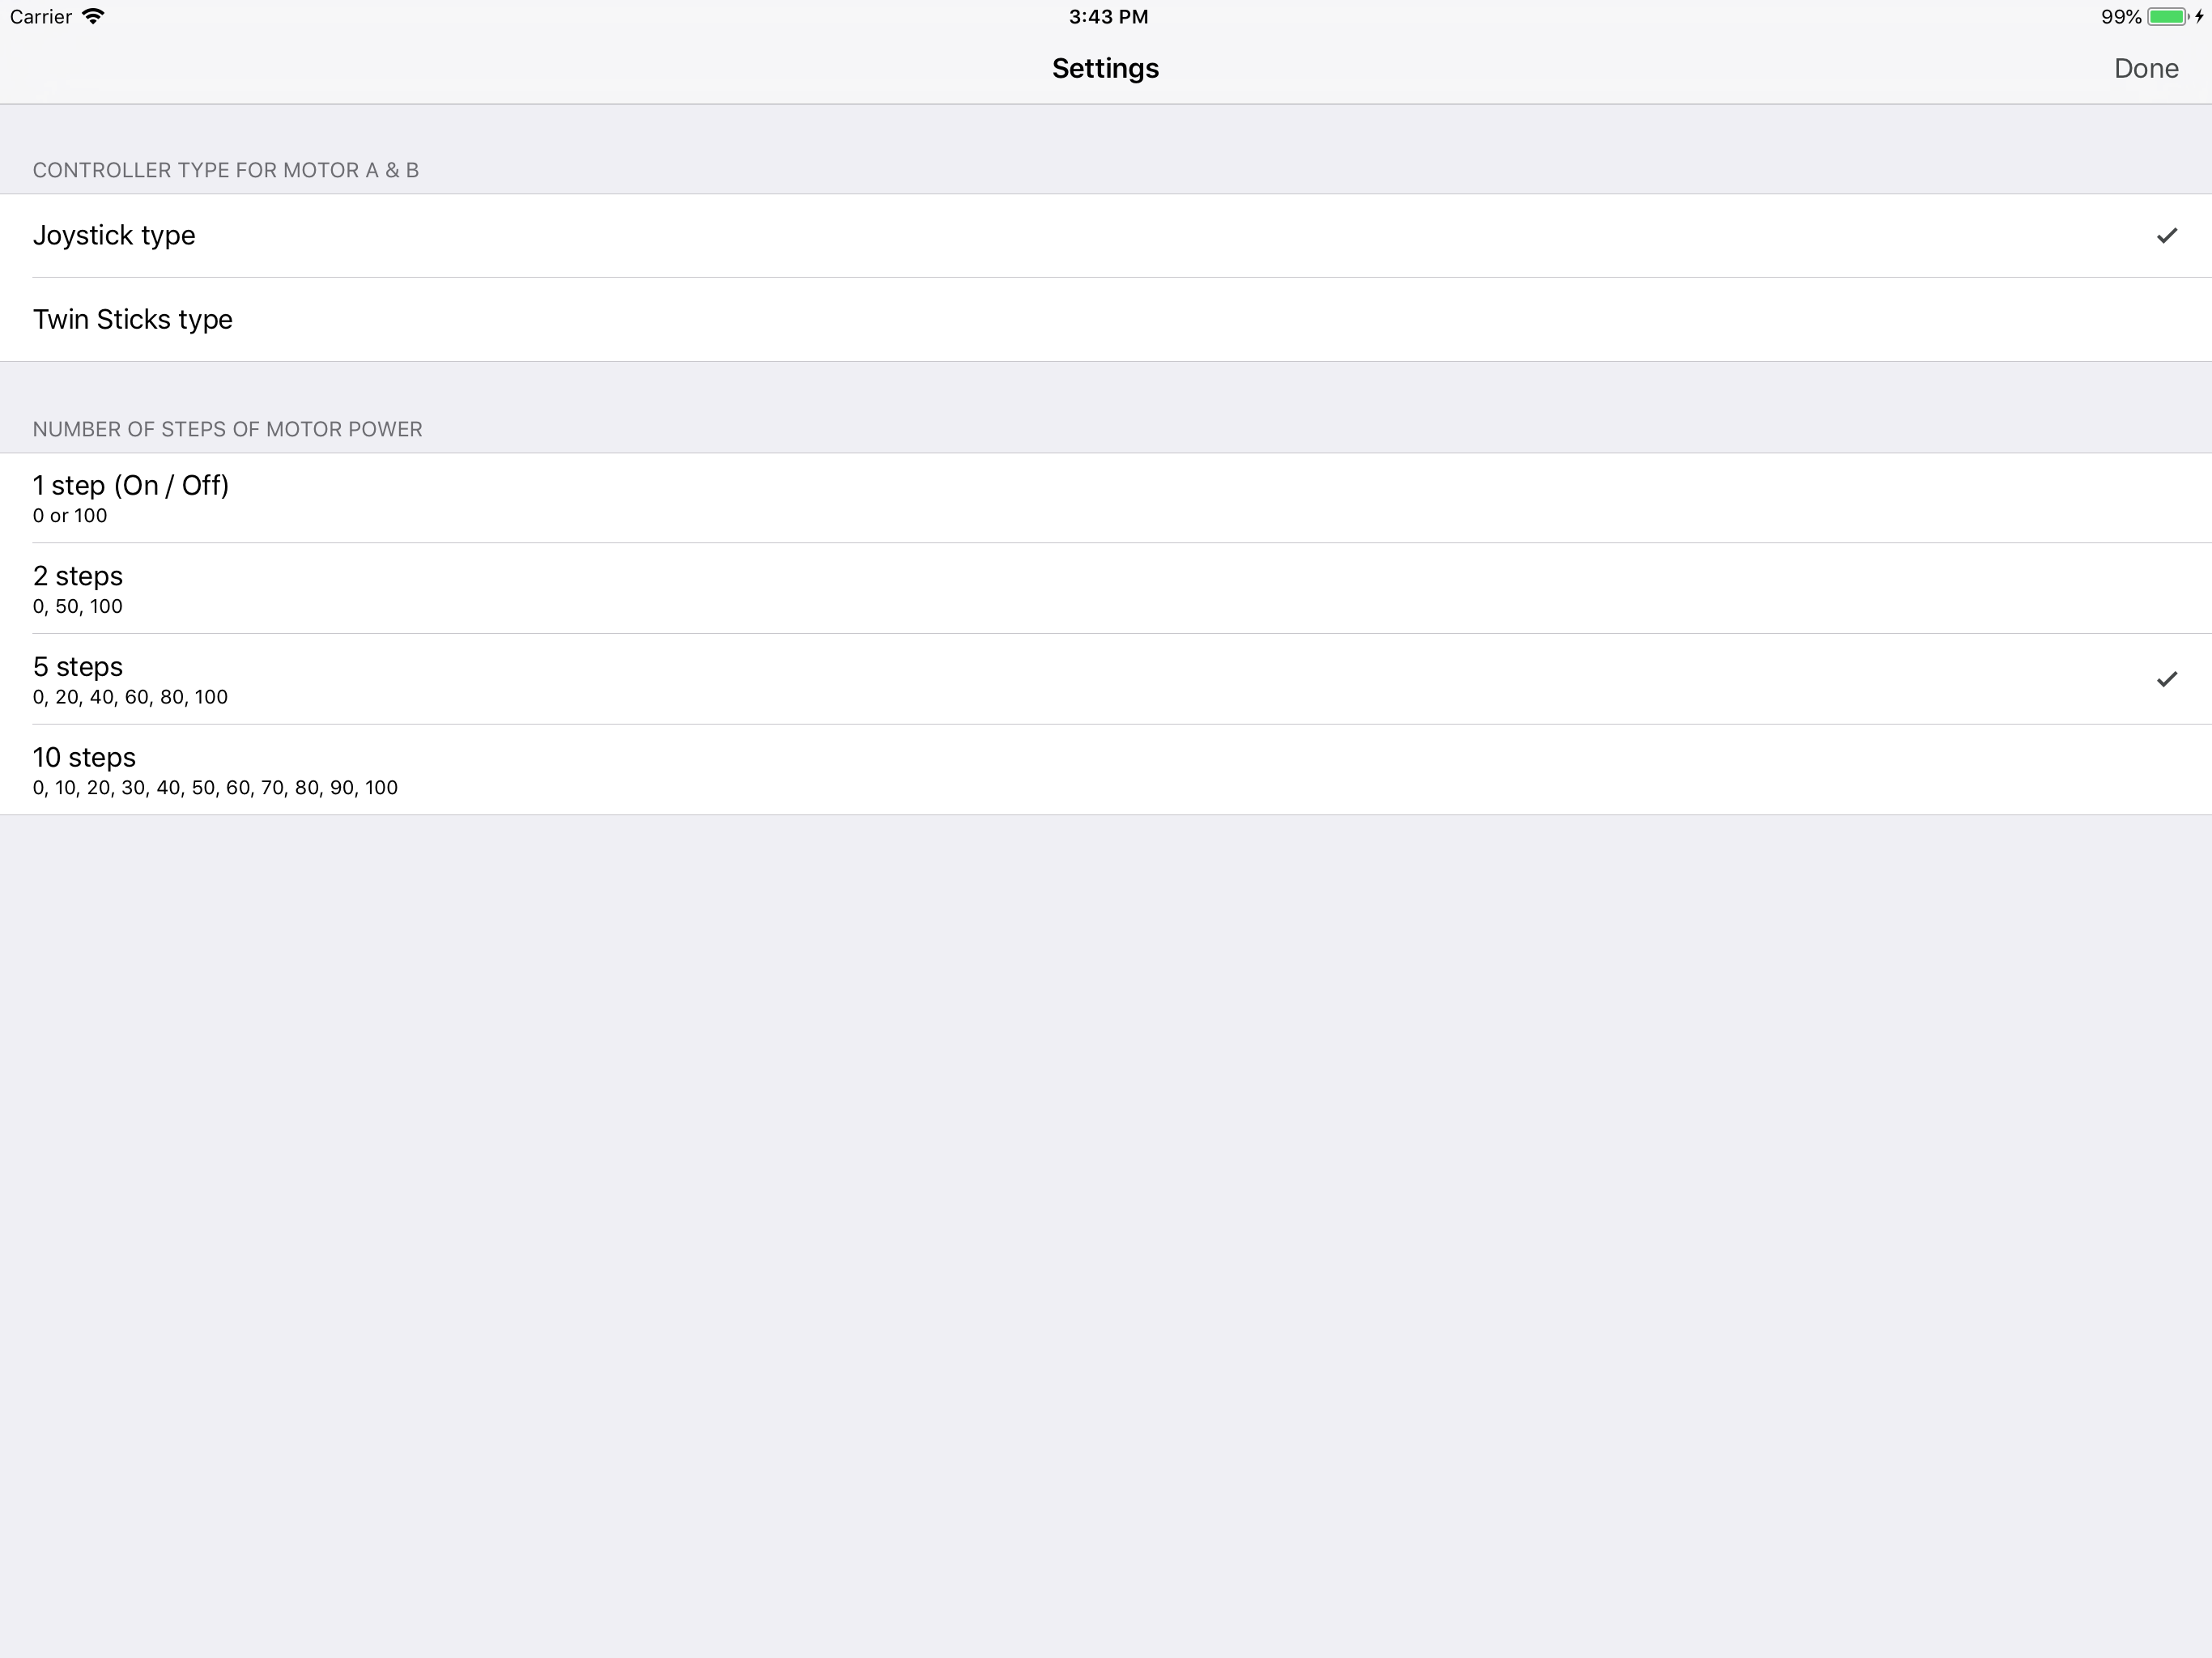 Carrier
3:43 PM
99%
Settings
Done
CONTROLLER TYPE FOR MOTOR A & B
Joystick type
Twin Sticks type
NUMBER OF STEPS OF MOTOR POWER
1 step (On / Off)
0 or 100
2 steps
0, 50, 100
5 steps
0, 20, 40, 60, 80, 100
10 steps
0, 10, 20, 30, 40, 50, 60, 70, 80, 90, 100